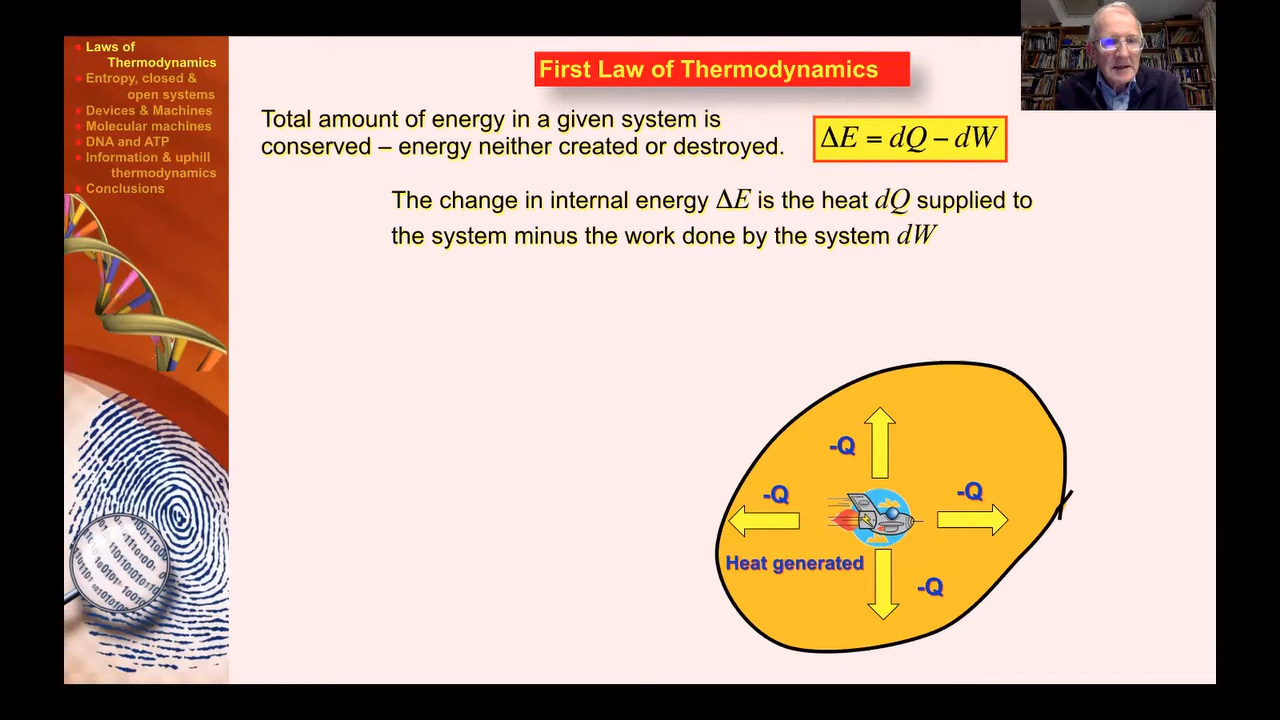 Laws of
Thermodynamics
Entropy, closed &
open systems
Devices & Machines
Molecular machines
DNA and ATP
Information & uphill
thermodynamics
Conclusions
First Law of Thermodynamics
Total amount of energy in a given system is
conserved – energy neither created or destroyed.
ΔE = dQ − dW
The change in internal energy ΔE is the heat dQ supplied to
the system minus the work done by the system dW
-Q
-Q
-Q
Heat generated
-Q